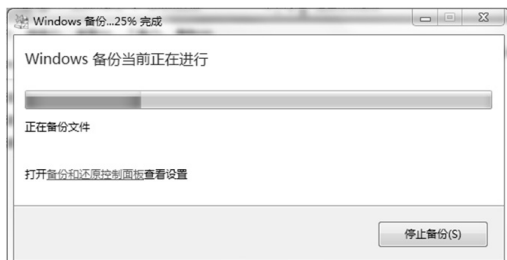 Windows 备份...25% 完成
Windows 备份当前正在进行
正在备份文件
打开备份和还原控制面板查看设置
停止备份(S)